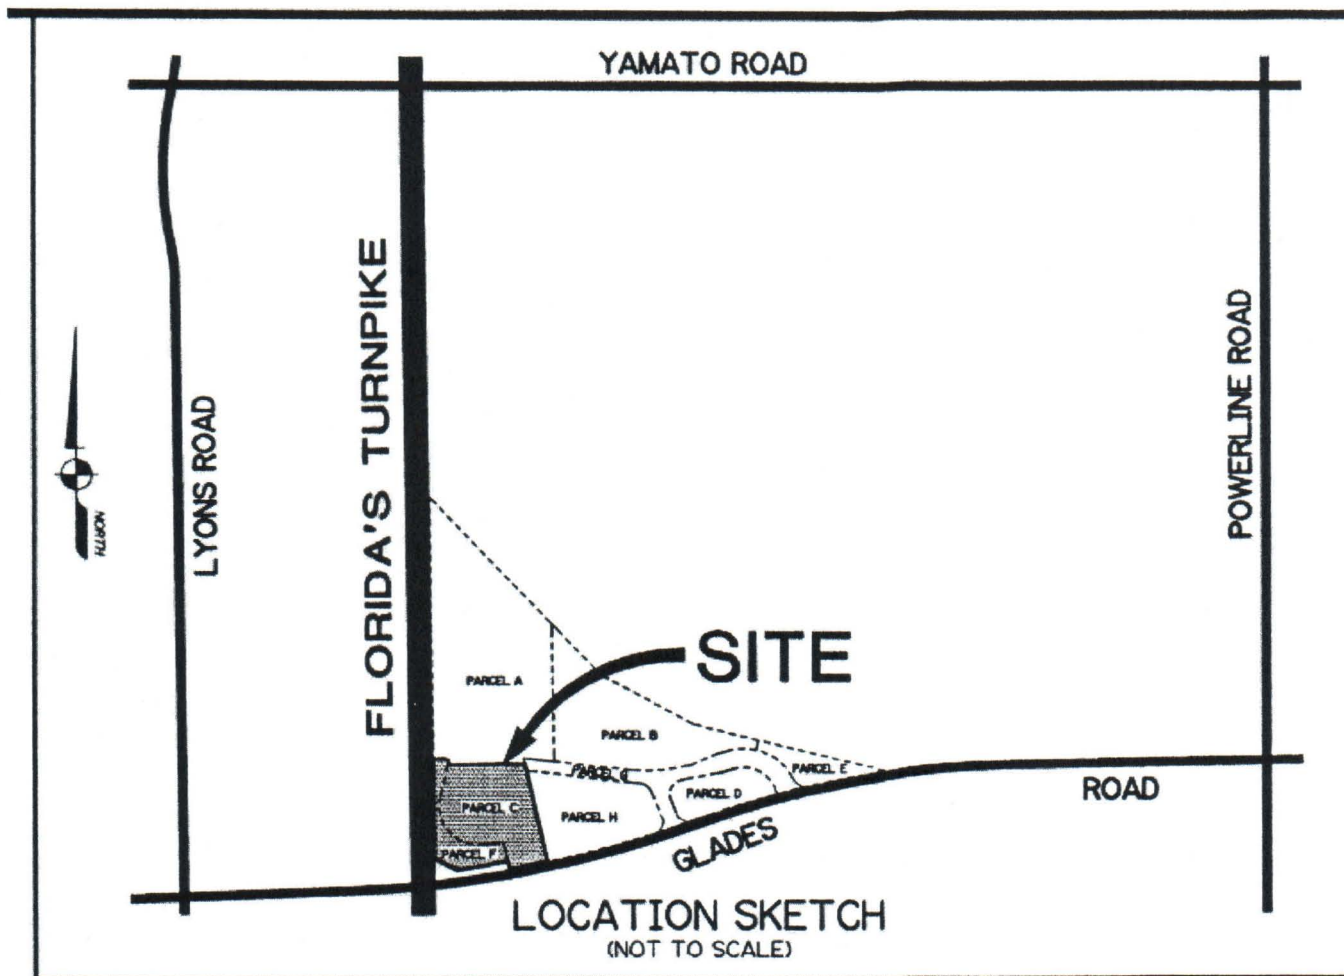 YAMATO ROAD
FLORIDA'S TURNPIKE
LYONS ROAD
POWERLINE ROAD
NORTH
SITE
PARCEL A
PARCEL B
PARCEL G
PARCEL E
PARCEL D
PARCEL C
PARCEL H
PARCEL F
GLADES
ROAD
LOCATION SKETCH
(NOT TO SCALE)